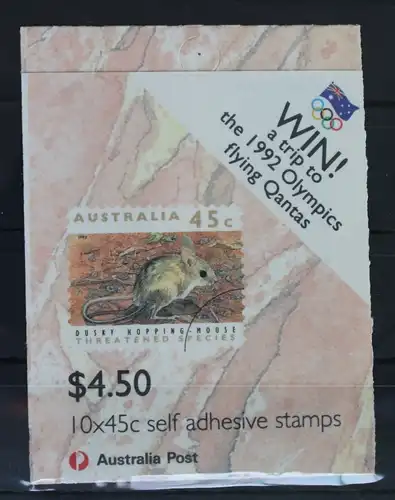 WIN!
a trip to
the 1992 Olympics
flying Qantas
AUSTRALIA 45c
DUSKY HOPPING-MOUSE
THREATENED SPECIES
$4.50
10x45c self adhesive stamps
Australia Post